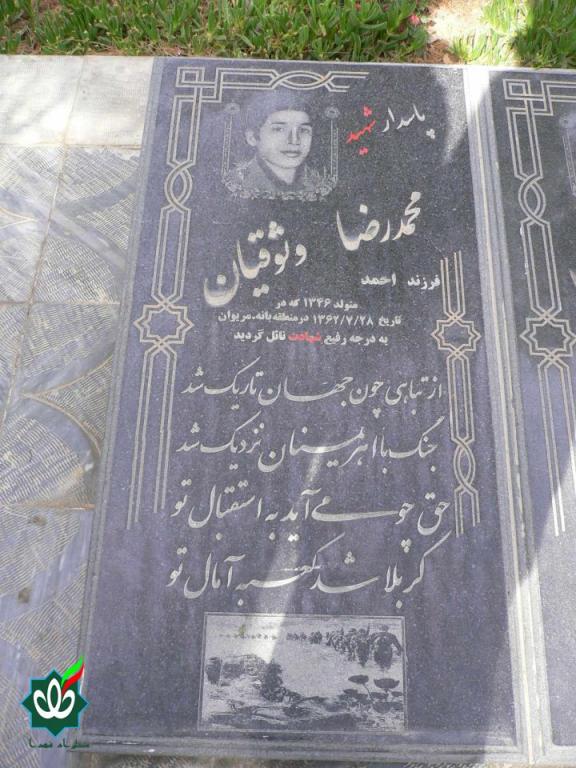 پاسدار شهید
محمدرضا وثوقیان
فرزند احمد
متولد ۱۳۴۶ که در
تاریخ ۱۳۶۲/۷/۲۸ در منطقه بانه-مریوان
به درجه رفیع شهادت نائل گردید
از تباهی چون جهان تاریک شد
جنگ با اهریمنان نزدیک شد
حق چو می آید به استقبال تو
کربلا شد کعبه آمال تو